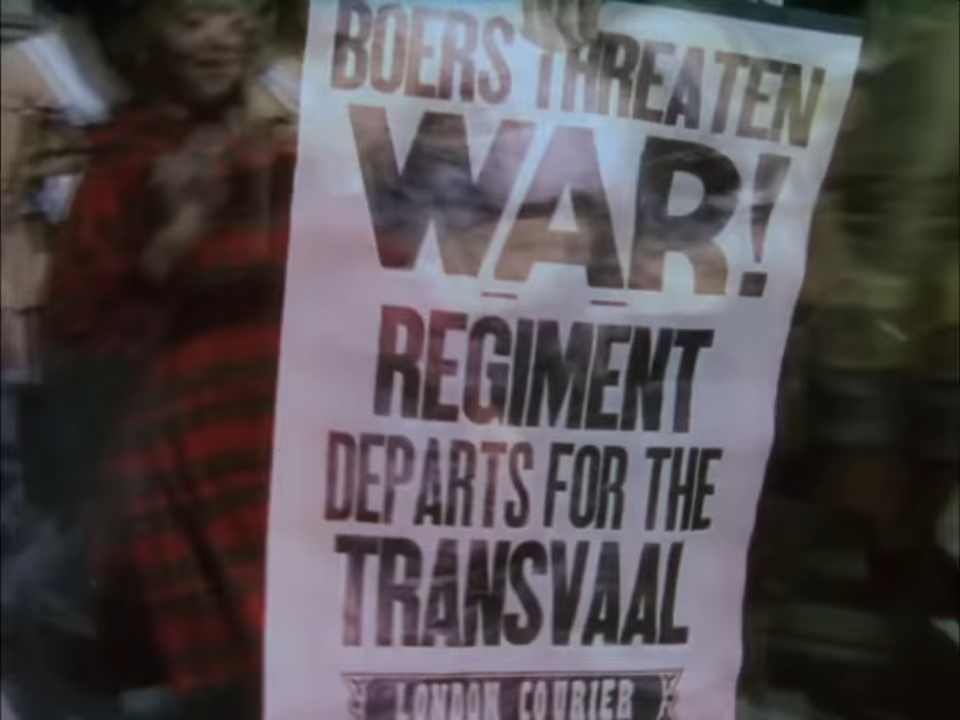 BOERS THREATEN
WAR!
REGIMENT
DEPARTS FOR THE
TRANSVAAL
LONDON COURIER